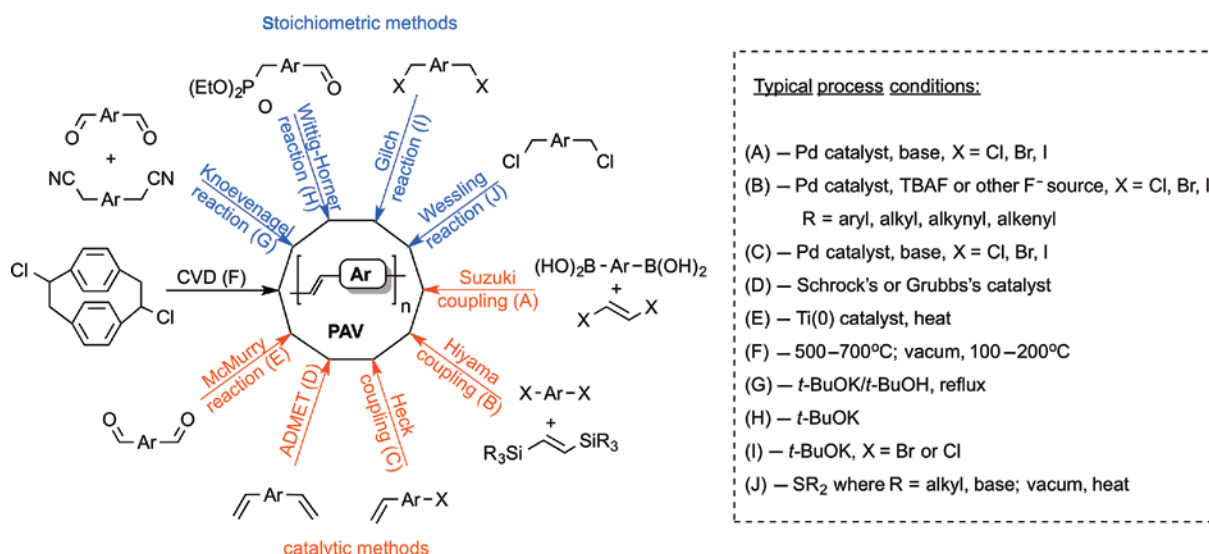 Stoichiometric methods
(EtO)2P
O
Ar
O
X
Ar
X
O
Ar
O
+
NC
Ar
CN
Cl
Ar
Cl
Knoevenagel
reaction (G)
Wittig-Horner
reaction (H)
Gilch
reaction (I)
Wessling
reaction (J)
Cl
Cl
CVD (F)
Ar
n
PAV
Suzuki
coupling (A)
(HO)2B-Ar-B(OH)2
+
X
X
McMurry
reaction (E)
ADMET (D)
Heck
coupling (C)
Hiyama
coupling (B)
X-Ar-X
+
R3Si
SiR3
O
Ar
O
Ar
Ar-X
catalytic methods
Typical process conditions:
(A) – Pd catalyst, base, X = Cl, Br, I
(B) – Pd catalyst, TBAF or other F⁻ source, X = Cl, Br, I
R = aryl, alkyl, alkynyl, alkenyl
(C) – Pd catalyst, base, X = Cl, Br, I
(D) – Schrock's or Grubbs's catalyst
(E) – Ti(0) catalyst, heat
(F) – 500–700ºC; vacum, 100–200ºC
(G) – t-BuOK/t-BuOH, reflux
(H) – t-BuOK
(I) – t-BuOK, X = Br or Cl
(J) – SR2 where R = alkyl, base; vacum, heat